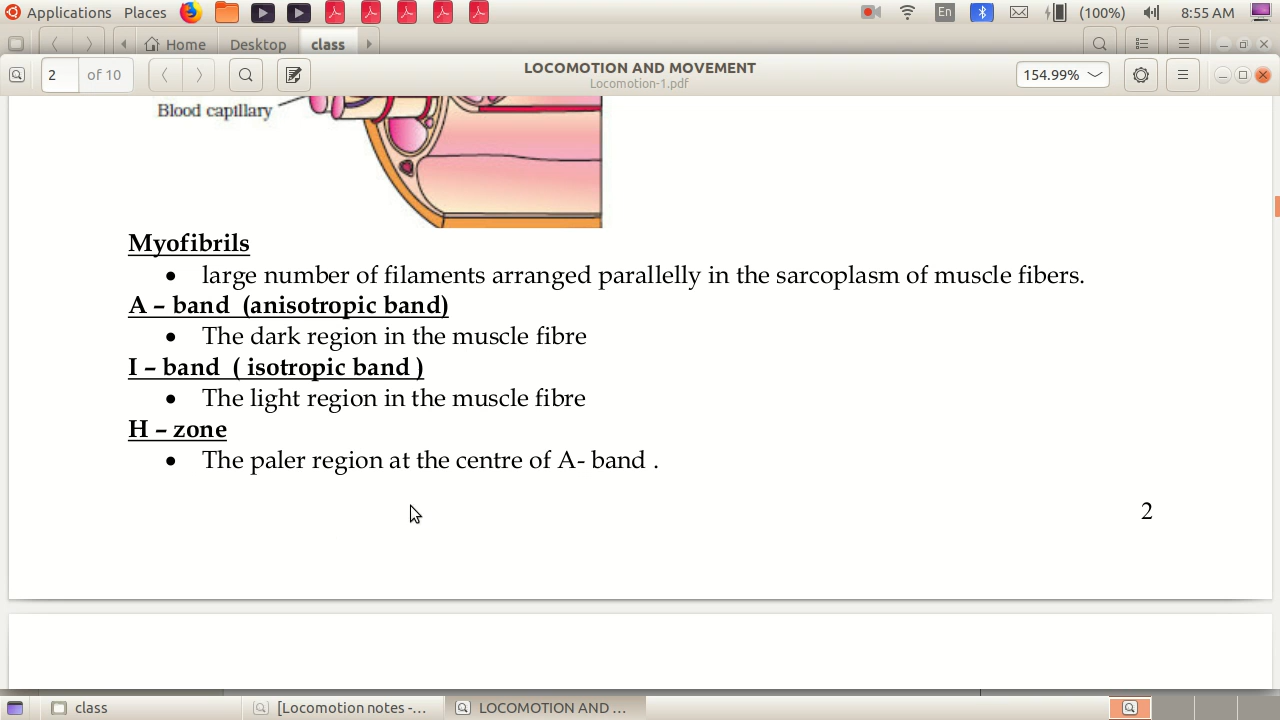 Applications Places En (100%) 8:55 AM
Home Desktop class
2 of 10 LOCOMOTION AND MOVEMENT 154.99%
Locomotion-1.pdf
Blood capillary
Myofibrils
• large number of filaments arranged parallelly in the sarcoplasm of muscle fibers.
A – band (anisotropic band)
• The dark region in the muscle fibre
I – band ( isotropic band )
• The light region in the muscle fibre
H – zone
• The paler region at the centre of A- band .
2
class [Locomotion notes -... LOCOMOTION AND ...